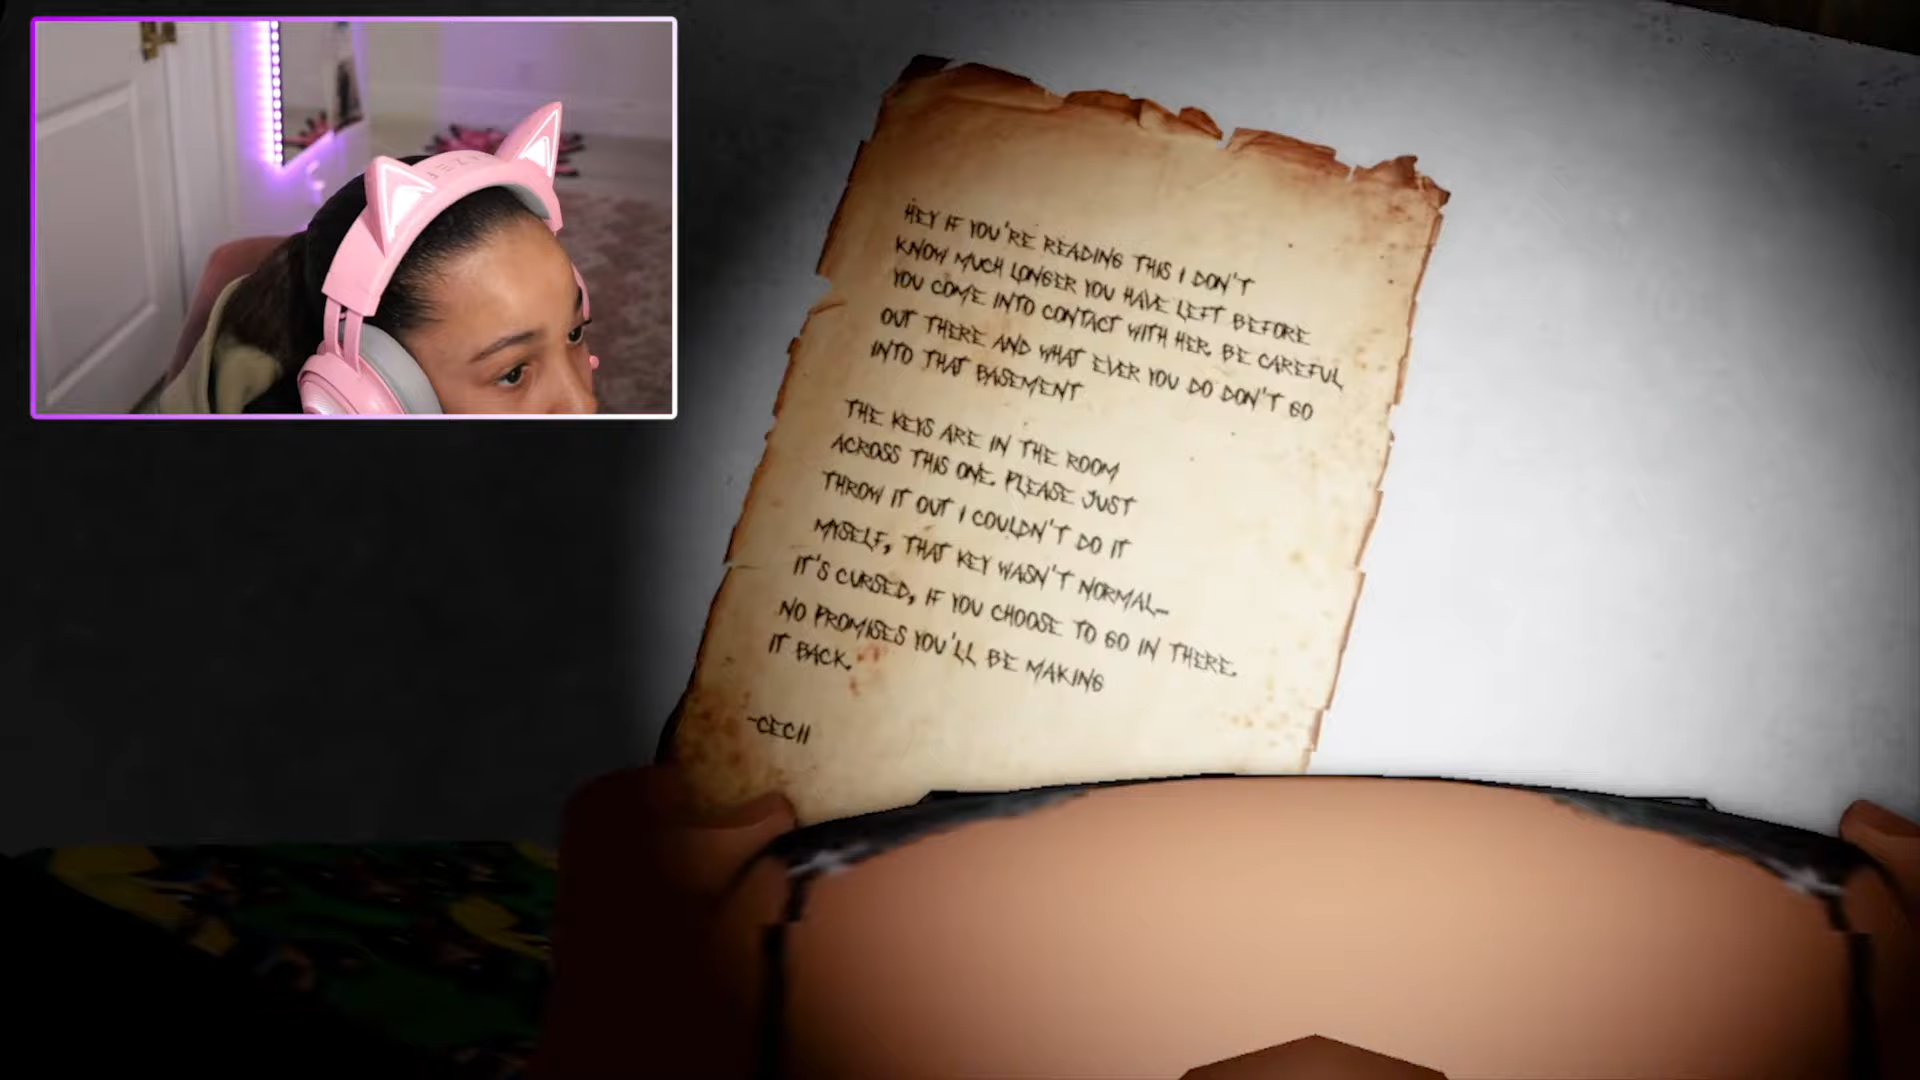 HEY IF YOU'RE READING THIS I DON'T
KNOW MUCH LONGER YOU HAVE LEFT BEFORE
YOU COME INTO CONTACT WITH HER. BE CAREFUL
OUT THERE AND WHAT EVER YOU DO DON'T GO
INTO THAT BASEMENT
THE KEYS ARE IN THE ROOM
ACROSS THIS ONE. PLEASE JUST
THROW IT OUT I COULDN'T DO IT
MYSELF, THAT KEY WASN'T NORMAL-
IT'S CURSED, IF YOU CHOOSE TO GO IN THERE.
NO PROMISES YOU'LL BE MAKING
IT BACK.